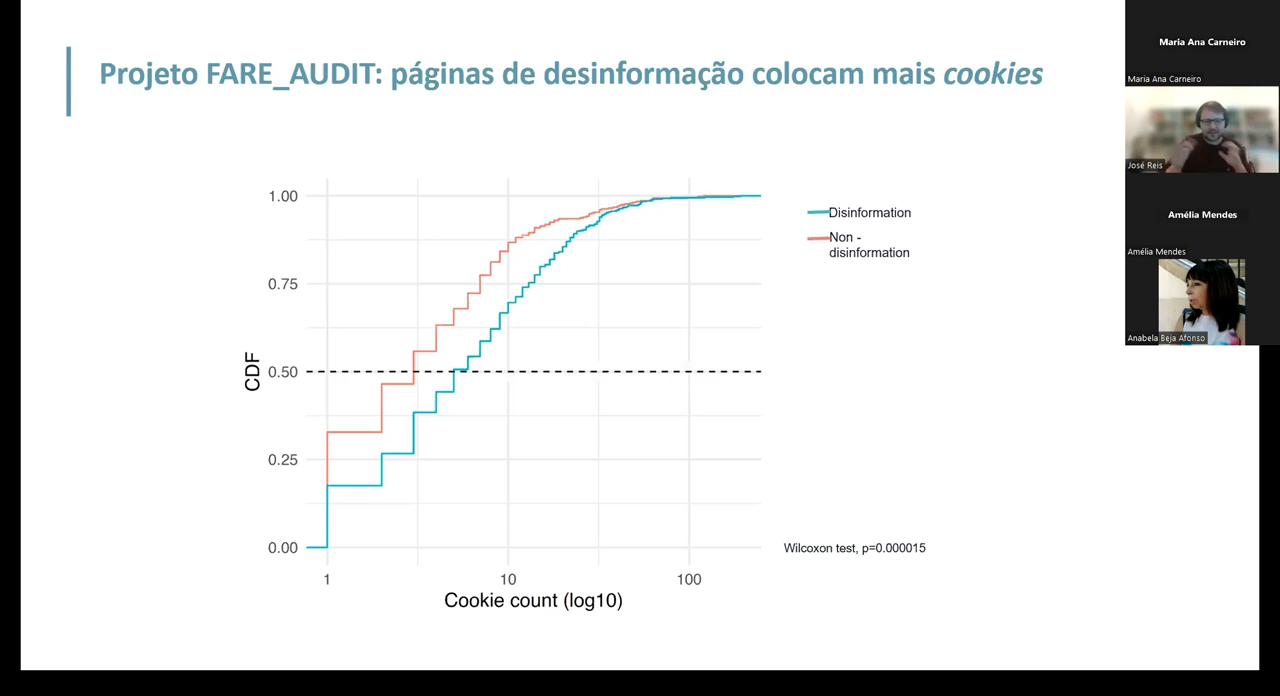 Projeto FARE_AUDIT: páginas de desinformação colocam mais cookies
1.00
0.75
0.50
0.25
0.00
CDF
1
10
100
Cookie count (log10)
Disinformation
Non -
disinformation
Wilcoxon test, p=0.000015
Maria Ana Carneiro
Maria Ana Carneiro
José Reis
Amélia Mendes
Amélia Mendes
Anabela Beja Afonso